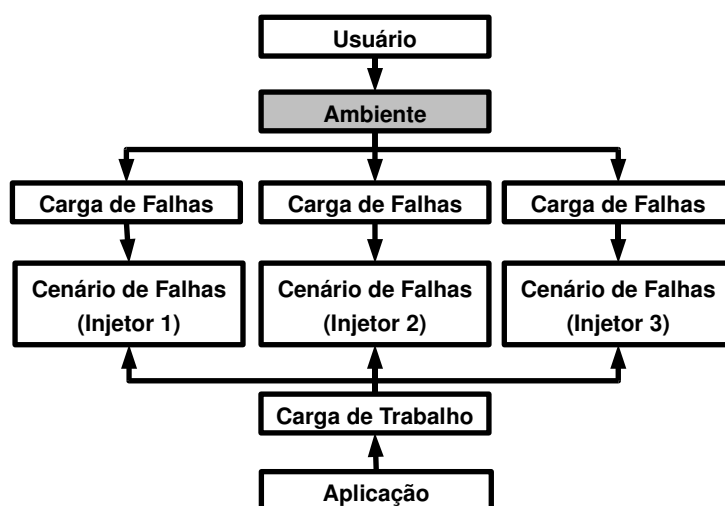 Usuário
Ambiente
Carga de Falhas
Carga de Falhas
Carga de Falhas
Cenário de Falhas
(Injetor 1)
Cenário de Falhas
(Injetor 2)
Cenário de Falhas
(Injetor 3)
Carga de Trabalho
Aplicação